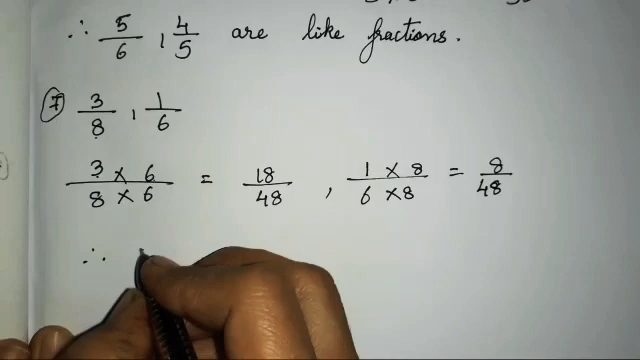 ∴ 5/6 , 4/5 are like fractions.
7) 3/8 , 1/6
3 × 6 / 8 × 6 = 18/48 , 1 × 8 / 6 × 8 = 8/48
∴